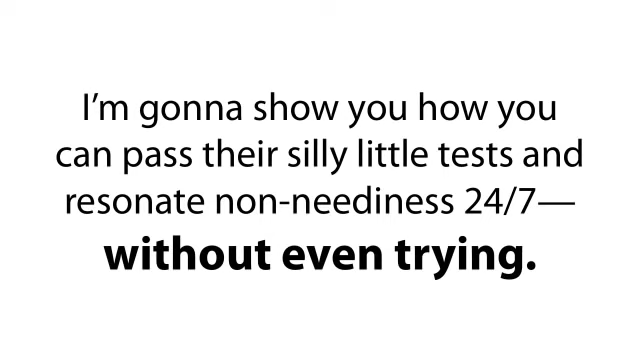 I’m gonna show you how you
can pass their silly little tests and
resonate non-neediness 24/7—
without even trying.